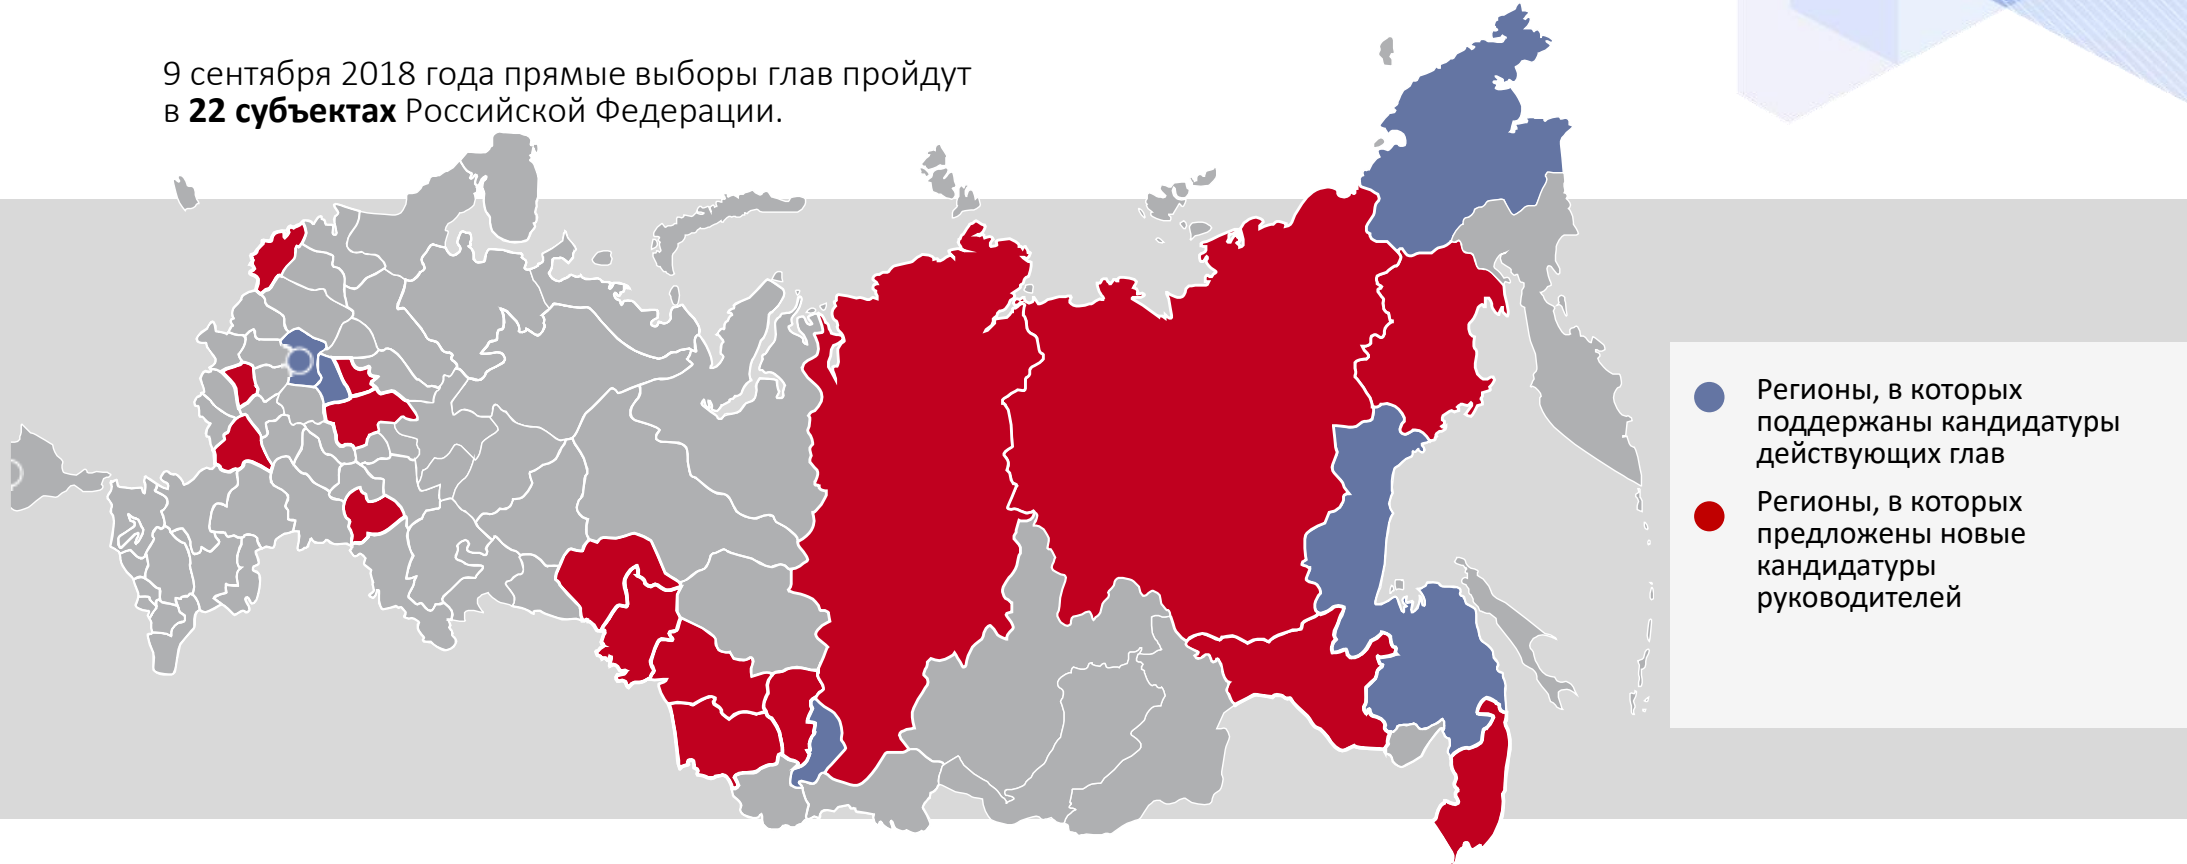 9 сентября 2018 года прямые выборы глав пройдут
в 22 субъектах Российской Федерации.
Регионы, в которых
поддержаны кандидатуры
действующих глав
Регионы, в которых
предложены новые
кандидатуры
руководителей